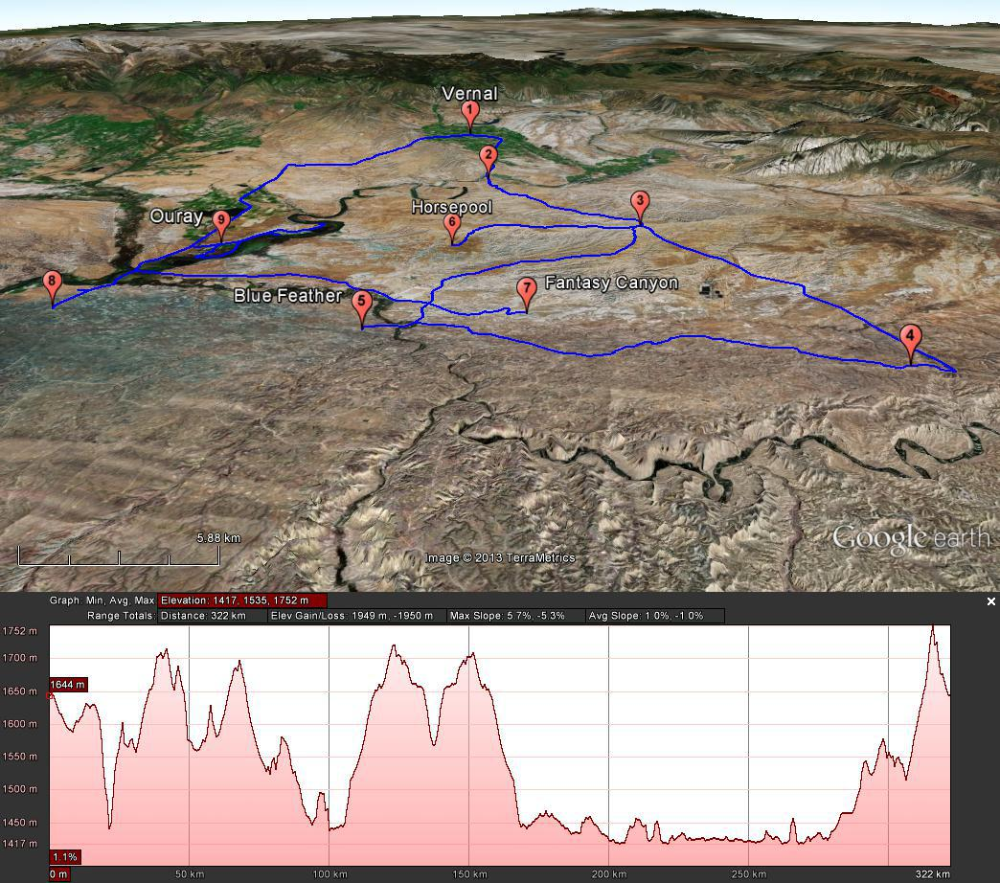 Vernal
1
2
3
Horsepool
Ouray
9
6
8
Blue Feather
5
7
Fantasy Canyon
4
5.88 km
Google earth
Image © 2013 TerraMetrics
Graph: Min, Avg, Max Elevation: 1417, 1535, 1752 m
Range Totals: Distance: 322 km Elev Gain/Loss: 1949 m, -1950 m Max Slope: 5.7%, -5.3% Avg Slope: 1.0%, -1.0%
1752 m
1700 m
1644 m
1650 m
1600 m
1550 m
1500 m
1450 m
1417 m
1.1%
0 m 50 km 100 km 150 km 200 km 250 km 322 km